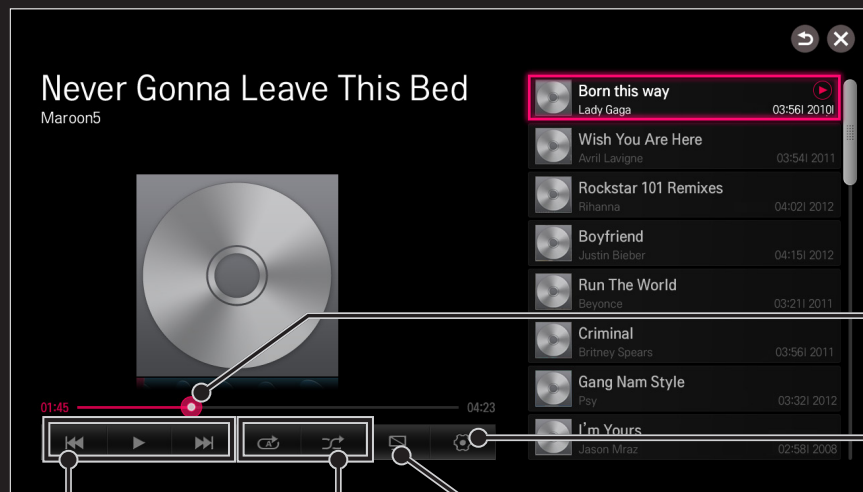 Never Gonna Leave This Bed
Maroon5
01:45
04:23
A
Born this way
Lady Gaga 03:56| 2010|
Wish You Are Here
Avril Lavigne 03:54| 2011
Rockstar 101 Remixes
Rihanna 04:02| 2012
Boyfriend
Justin Bieber 04:15| 2012
Run The World
Beyonce 03:21| 2011
Criminal
Britney Spears 03:56| 2011
Gang Nam Style
Psy 03:32| 2012
I'm Yours
Jason Mraz 02:58| 2008